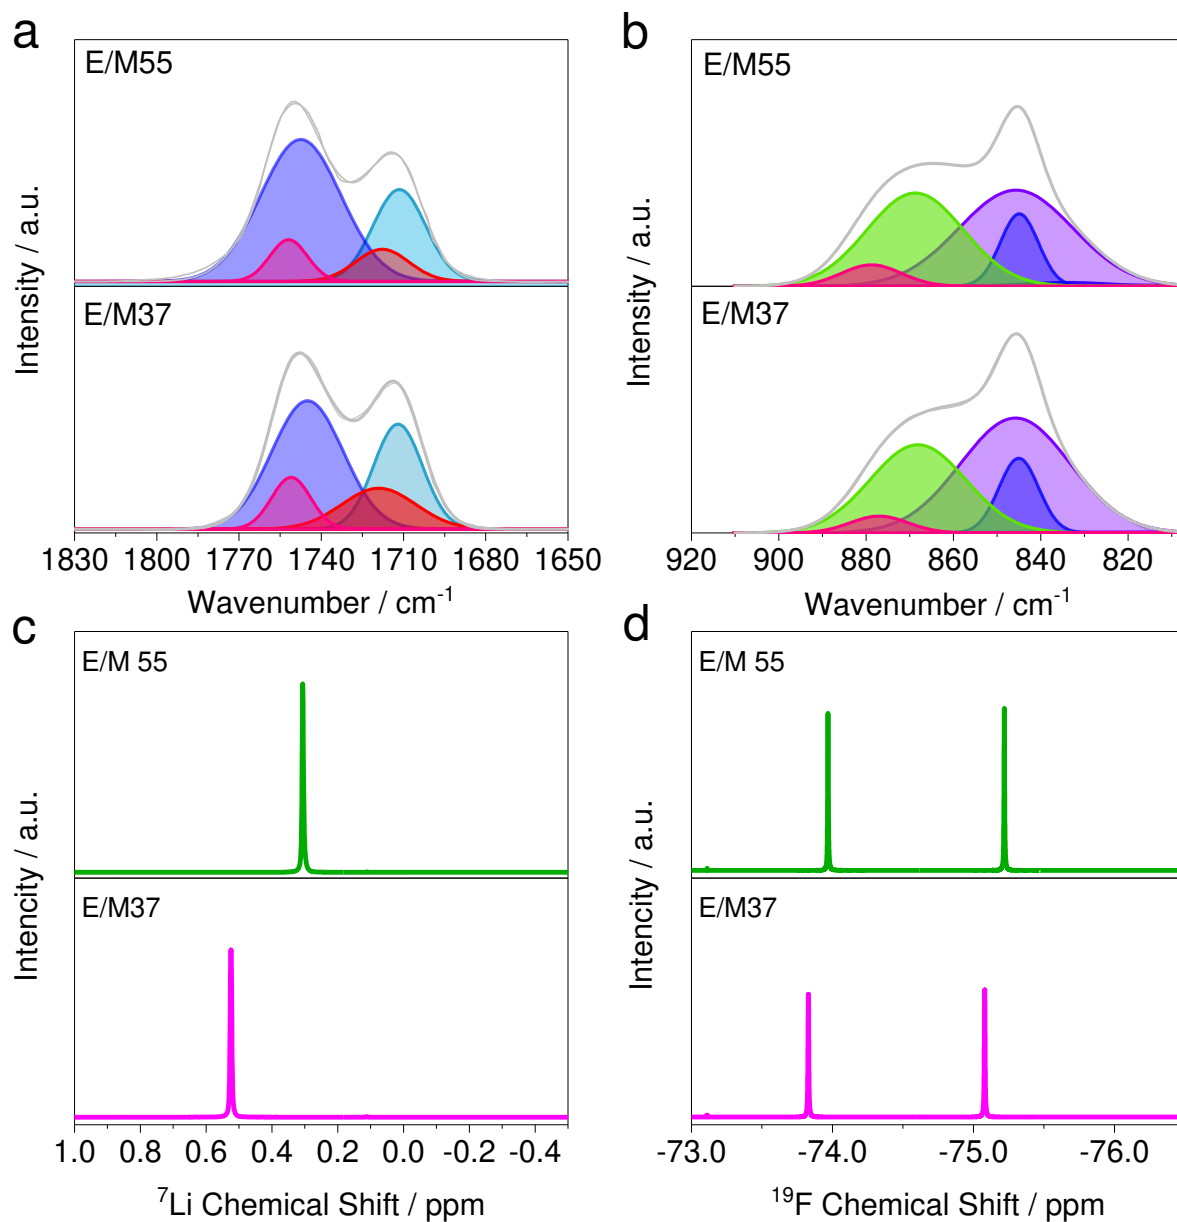 a
E/M55
E/M37
Intensity / a.u.
1830 1800 1770 1740 1710 1680 1650
Wavenumber / cm⁻¹
b
E/M55
E/M37
Intensity / a.u.
920 900 880 860 840 820
Wavenumber / cm⁻¹
c
E/M 55
E/M37
Intencity / a.u.
1.0 0.8 0.6 0.4 0.2 0.0 -0.2 -0.4
⁷Li Chemical Shift / ppm
d
E/M 55
E/M37
Intencity / a.u.
-73.0 -74.0 -75.0 -76.0
¹⁹F Chemical Shift / ppm